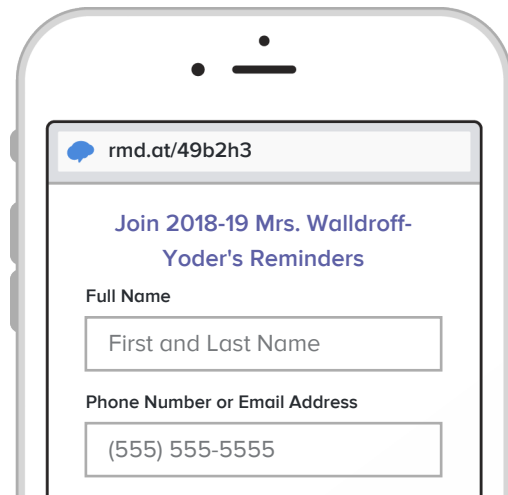 rmd.at/49b2h3
Join 2018-19 Mrs. Walldroff-
Yoder's Reminders
Full Name
First and Last Name
Phone Number or Email Address
(555) 555-5555